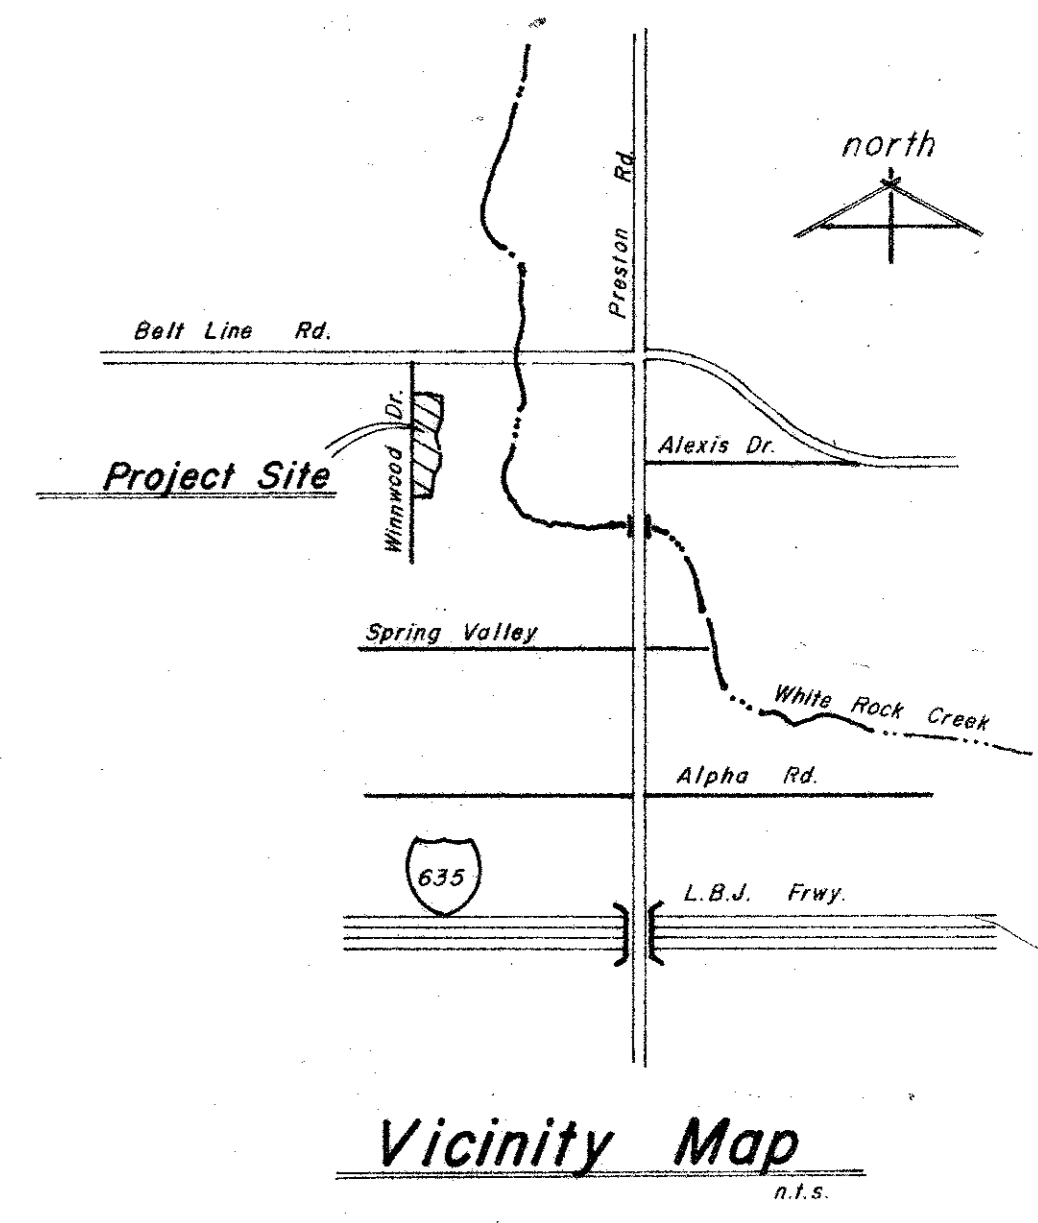 north
Preston Rd.
Belt Line Rd.
Winnwood Dr.
Alexis Dr.
Project Site
Spring Valley
White Rock Creek
Alpha Rd.
635
L.B.J. Frwy.
Vicinity Map
n.t.s.